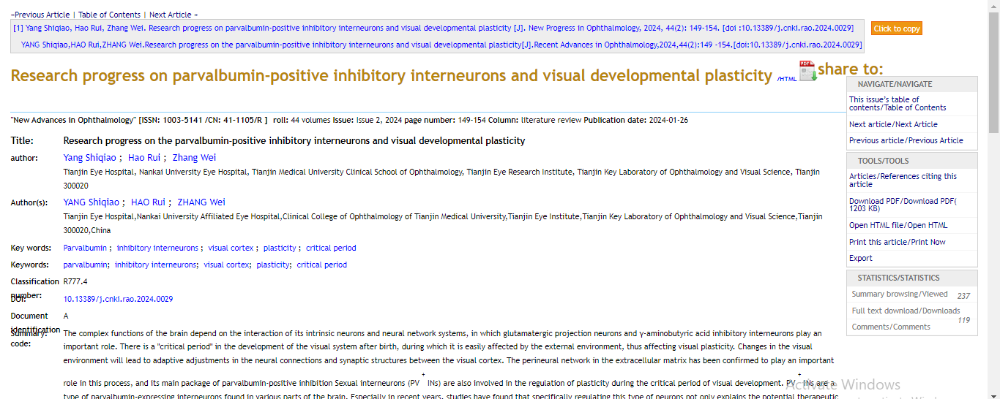 «Previous Article | Table of Contents | Next Article »
[1] Yang Shiqiao, Hao Rui, Zhang Wei. Research progress on parvalbumin-positive inhibitory interneurons and visual developmental plasticity [J]. New Progress in Ophthalmology, 2024, 44(2): 149-154. [doi :10.13389/j.cnki.rao.2024.0029]
YANG Shiqiao,HAO Rui,ZHANG Wei.Research progress on the parvalbumin-positive inhibitory interneurons and visual developmental plasticity[J].Recent Advances in Ophthalmology,2024,44(2):149 -154.[doi:10.13389/j.cnki.rao.2024.0029]
Click to copy
Research progress on parvalbumin-positive inhibitory interneurons and visual developmental plasticity /HTML PDF share to:
"New Advances in Ophthalmology" [ISSN: 1003-5141 /CN: 41-1105/R ] roll: 44 volumes Issue: Issue 2, 2024 page number: 149-154 Column: literature review Publication date: 2024-01-26
Title: Research progress on the parvalbumin-positive inhibitory interneurons and visual developmental plasticity
author: Yang Shiqiao ; Hao Rui ; Zhang Wei
Tianjin Eye Hospital, Nankai University Eye Hospital, Tianjin Medical University Clinical School of Ophthalmology, Tianjin Eye Research Institute, Tianjin Key Laboratory of Ophthalmology and Visual Science, Tianjin
300020
Author(s): YANG Shiqiao ; HAO Rui ; ZHANG Wei
Tianjin Eye Hospital,Nankai University Affiliated Eye Hospital,Clinical College of Ophthalmology of Tianjin Medical University,Tianjin Eye Institute,Tianjin Key Laboratory of Ophthalmology and Visual Science,Tianjin
300020,China
Key words: Parvalbumin ; inhibitory interneurons ; visual cortex ; plasticity ; critical period
Keywords: parvalbumin; inhibitory interneurons; visual cortex; plasticity; critical period
Classification number: R777.4
DOI: 10.13389/j.cnki.rao.2024.0029
Document identification code: A
Summary: The complex functions of the brain depend on the interaction of its intrinsic neurons and neural network systems, in which glutamatergic projection neurons and γ-aminobutyric acid inhibitory interneurons play an
important role. There is a "critical period" in the development of the visual system after birth, during which it is easily affected by the external environment, thus affecting visual plasticity. Changes in the visual
environment will lead to adaptive adjustments in the neural connections and synaptic structures between the visual cortex. The perineural network in the extracellular matrix has been confirmed to play an important
role in this process, and its main package of parvalbumin-positive inhibition Sexual interneurons (PV + INs) are also involved in the regulation of plasticity during the critical period of visual development. PV + INs are a
type of parvalbumin-expressing interneurons found in various parts of the brain. Especially in recent years, studies have found that specifically regulating this type of neurons not only explains the potential therapeutic
NAVIGATE/NAVIGATE
This issue's table of
contents/Table of Contents
Next article/Next Article
Previous article/Previous Article
TOOLS/TOOLS
Articles/References citing this
article
Download PDF/Download PDF(
1203 KB)
Open HTML file/Open HTML
Print this article/Print Now
Export
STATISTICS/STATISTICS
Summary browsing/Viewed 237
Full text download/Downloads
119
Comments/Comments
Activate Windows